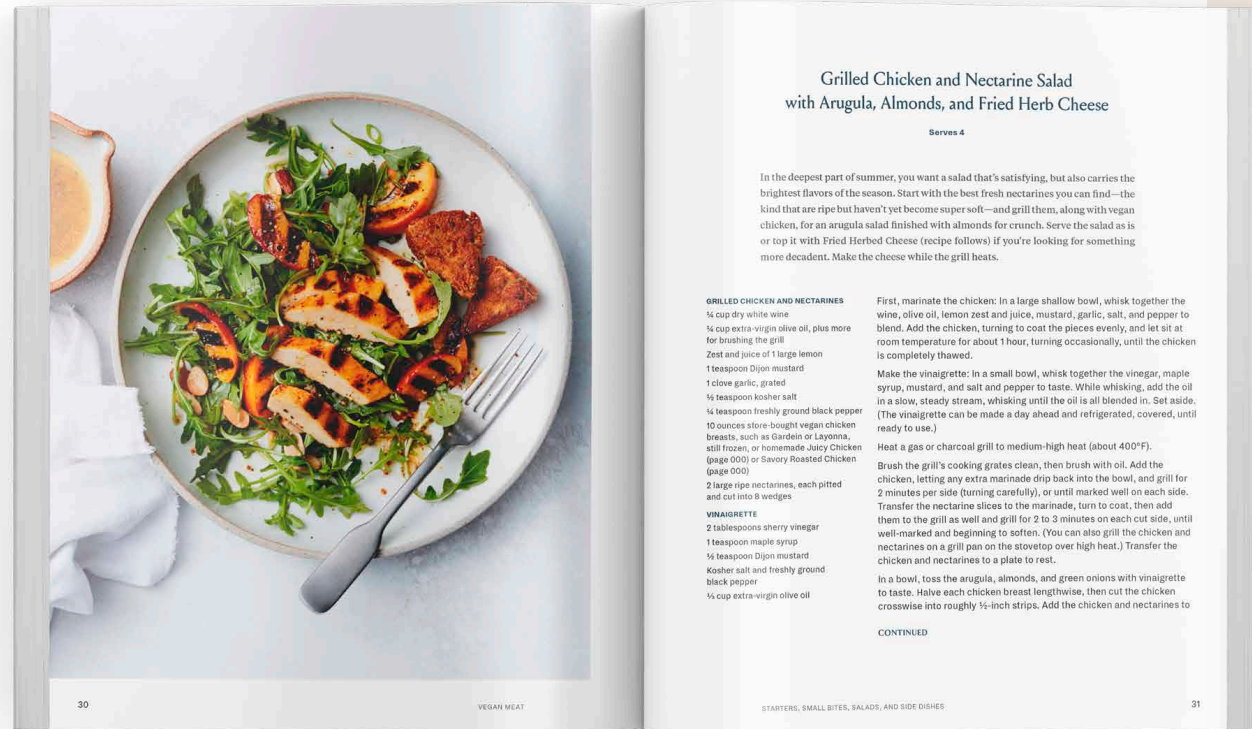 30
VEGAN MEAT
Grilled Chicken and Nectarine Salad
with Arugula, Almonds, and Fried Herb Cheese
Serves 4
In the deepest part of summer, you want a salad that's satisfying, but also carries the
brightest flavors of the season. Start with the best fresh nectarines you can find—the
kind that are ripe but haven't yet become super soft—and grill them, along with vegan
chicken, for an arugula salad finished with almonds for crunch. Serve the salad as is
or top it with Fried Herbed Cheese (recipe follows) if you're looking for something
more decadent. Make the cheese while the grill heats.
GRILLED CHICKEN AND NECTARINES
¼ cup dry white wine
¼ cup extra-virgin olive oil, plus more
for brushing the grill
Zest and juice of 1 large lemon
1 teaspoon Dijon mustard
1 clove garlic, grated
½ teaspoon kosher salt
¼ teaspoon freshly ground black pepper
10 ounces store-bought vegan chicken
breasts, such as Gardein or Layonna,
still frozen, or homemade Juicy Chicken
(page 000) or Savory Roasted Chicken
(page 000)
2 large ripe nectarines, each pitted
and cut into 8 wedges
VINAIGRETTE
2 tablespoons sherry vinegar
1 teaspoon maple syrup
½ teaspoon Dijon mustard
Kosher salt and freshly ground
black pepper
⅓ cup extra-virgin olive oil
First, marinate the chicken: In a large shallow bowl, whisk together the
wine, olive oil, lemon zest and juice, mustard, garlic, salt, and pepper to
blend. Add the chicken, turning to coat the pieces evenly, and let sit at
room temperature for about 1 hour, turning occasionally, until the chicken
is completely thawed.
Make the vinaigrette: In a small bowl, whisk together the vinegar, maple
syrup, mustard, and salt and pepper to taste. While whisking, add the oil
in a slow, steady stream, whisking until the oil is all blended in. Set aside.
(The vinaigrette can be made a day ahead and refrigerated, covered, until
ready to use.)
Heat a gas or charcoal grill to medium-high heat (about 400°F).
Brush the grill's cooking grates clean, then brush with oil. Add the
chicken, letting any extra marinade drip back into the bowl, and grill for
2 minutes per side (turning carefully), or until marked well on each side.
Transfer the nectarine slices to the marinade, turn to coat, then add
them to the grill as well and grill for 2 to 3 minutes on each cut side, until
well-marked and beginning to soften. (You can also grill the chicken and
nectarines on a grill pan on the stovetop over high heat.) Transfer the
chicken and nectarines to a plate to rest.
In a bowl, toss the arugula, almonds, and green onions with vinaigrette
to taste. Halve each chicken breast lengthwise, then cut the chicken
crosswise into roughly ½-inch strips. Add the chicken and nectarines to
CONTINUED
STARTERS, SMALL BITES, SALADS, AND SIDE DISHES
31